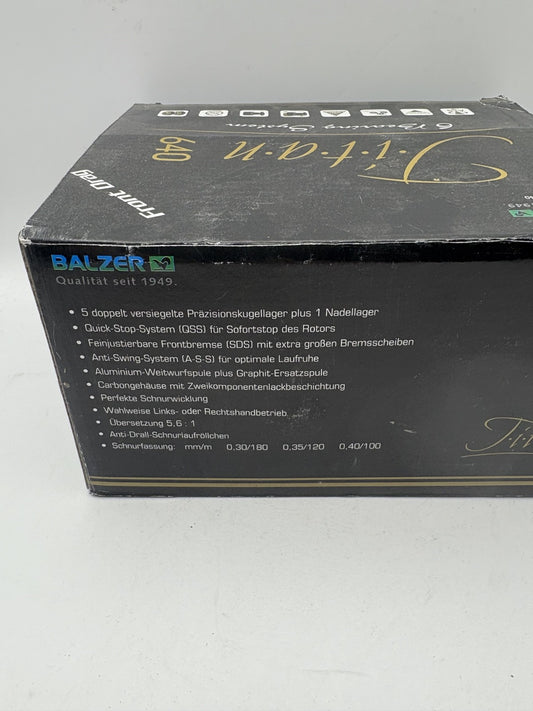 6 Bearing System
T·i·t·a·n
640
Front Drag
BALZER
Qualität seit 1949.
• 5 doppelt versiegelte Präzisionskugellager plus 1 Nadellager
• Quick-Stop-System (QSS) für Sofortstop des Rotors
• Feinjustierbare Frontbremse (SDS) mit extra großen Bremsscheiben
• Anti-Swing-System (A-S-S) für optimale Laufruhe
• Aluminium-Weitwurfspule plus Graphit-Ersatzspule
• Carbongehäuse mit Zweikomponentenlackbeschichtung
• Perfekte Schnurwicklung
• Wahlweise Links- oder Rechtshandbetrieb
• Übersetzung 5,6 : 1
• Anti-Drall-Schnurlaufröllchen
• Schnurfassung: mm/m 0,30/180 0,35/120 0,40/100